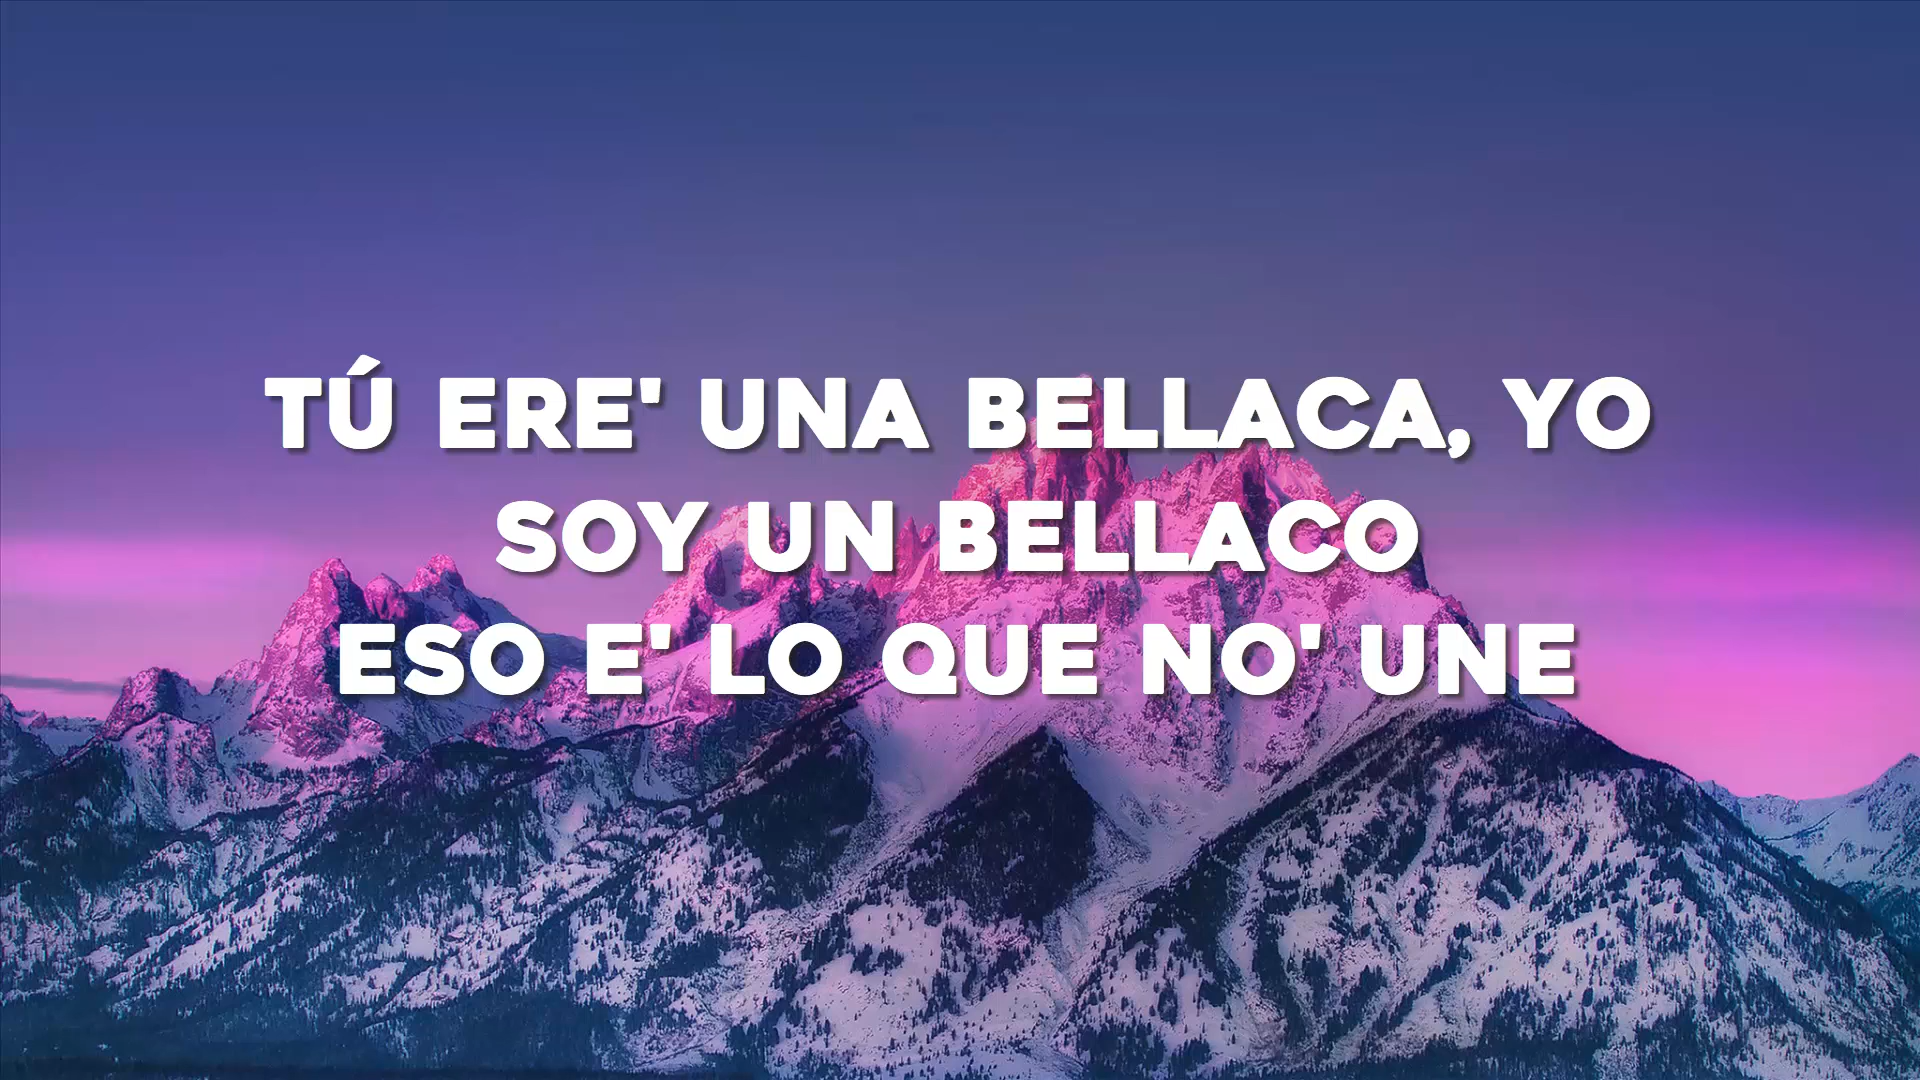 TÚ ERE' UNA BELLACA, YO
SOY UN BELLACO
ESO E' LO QUE NO' UNE